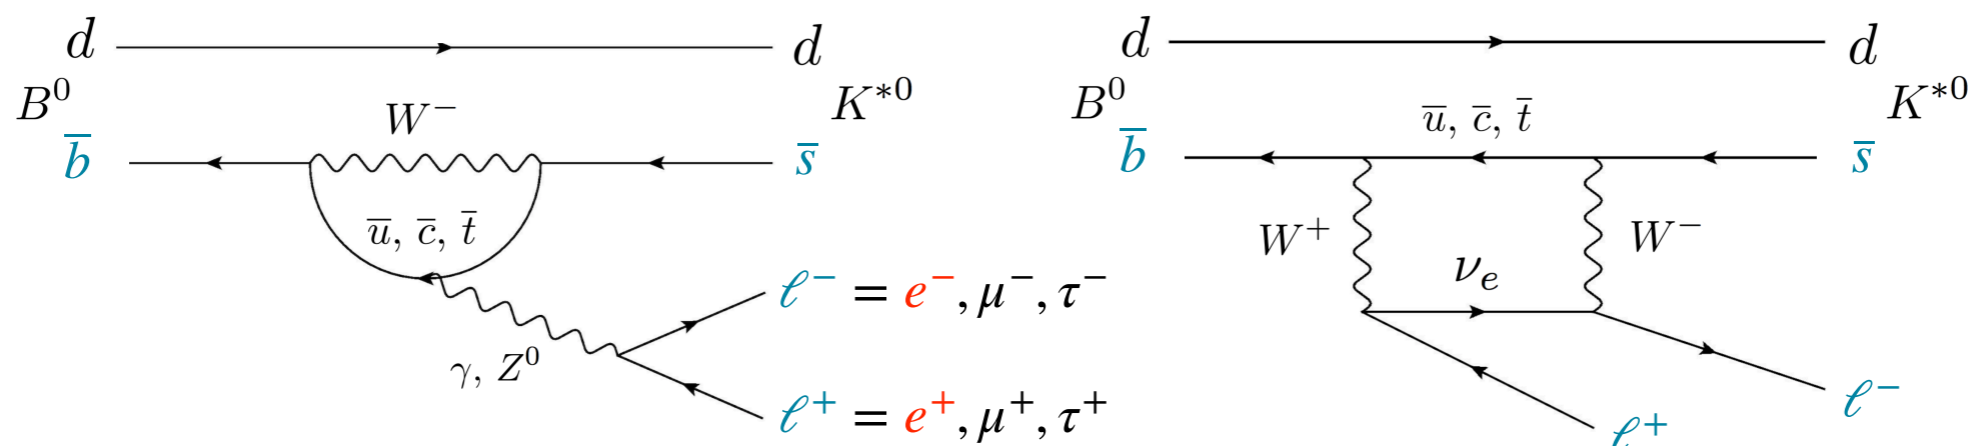 d d
B⁰ W⁻ K*⁰
b̅ s̅
u̅, c̅, t̅
γ, Z⁰
ℓ⁻ = e⁻, μ⁻, τ⁻
ℓ⁺ = e⁺, μ⁺, τ⁺
d d
B⁰ u̅, c̅, t̅ K*⁰
b̅ s̅
W⁺ W⁻
νₑ
ℓ⁻
ℓ⁺